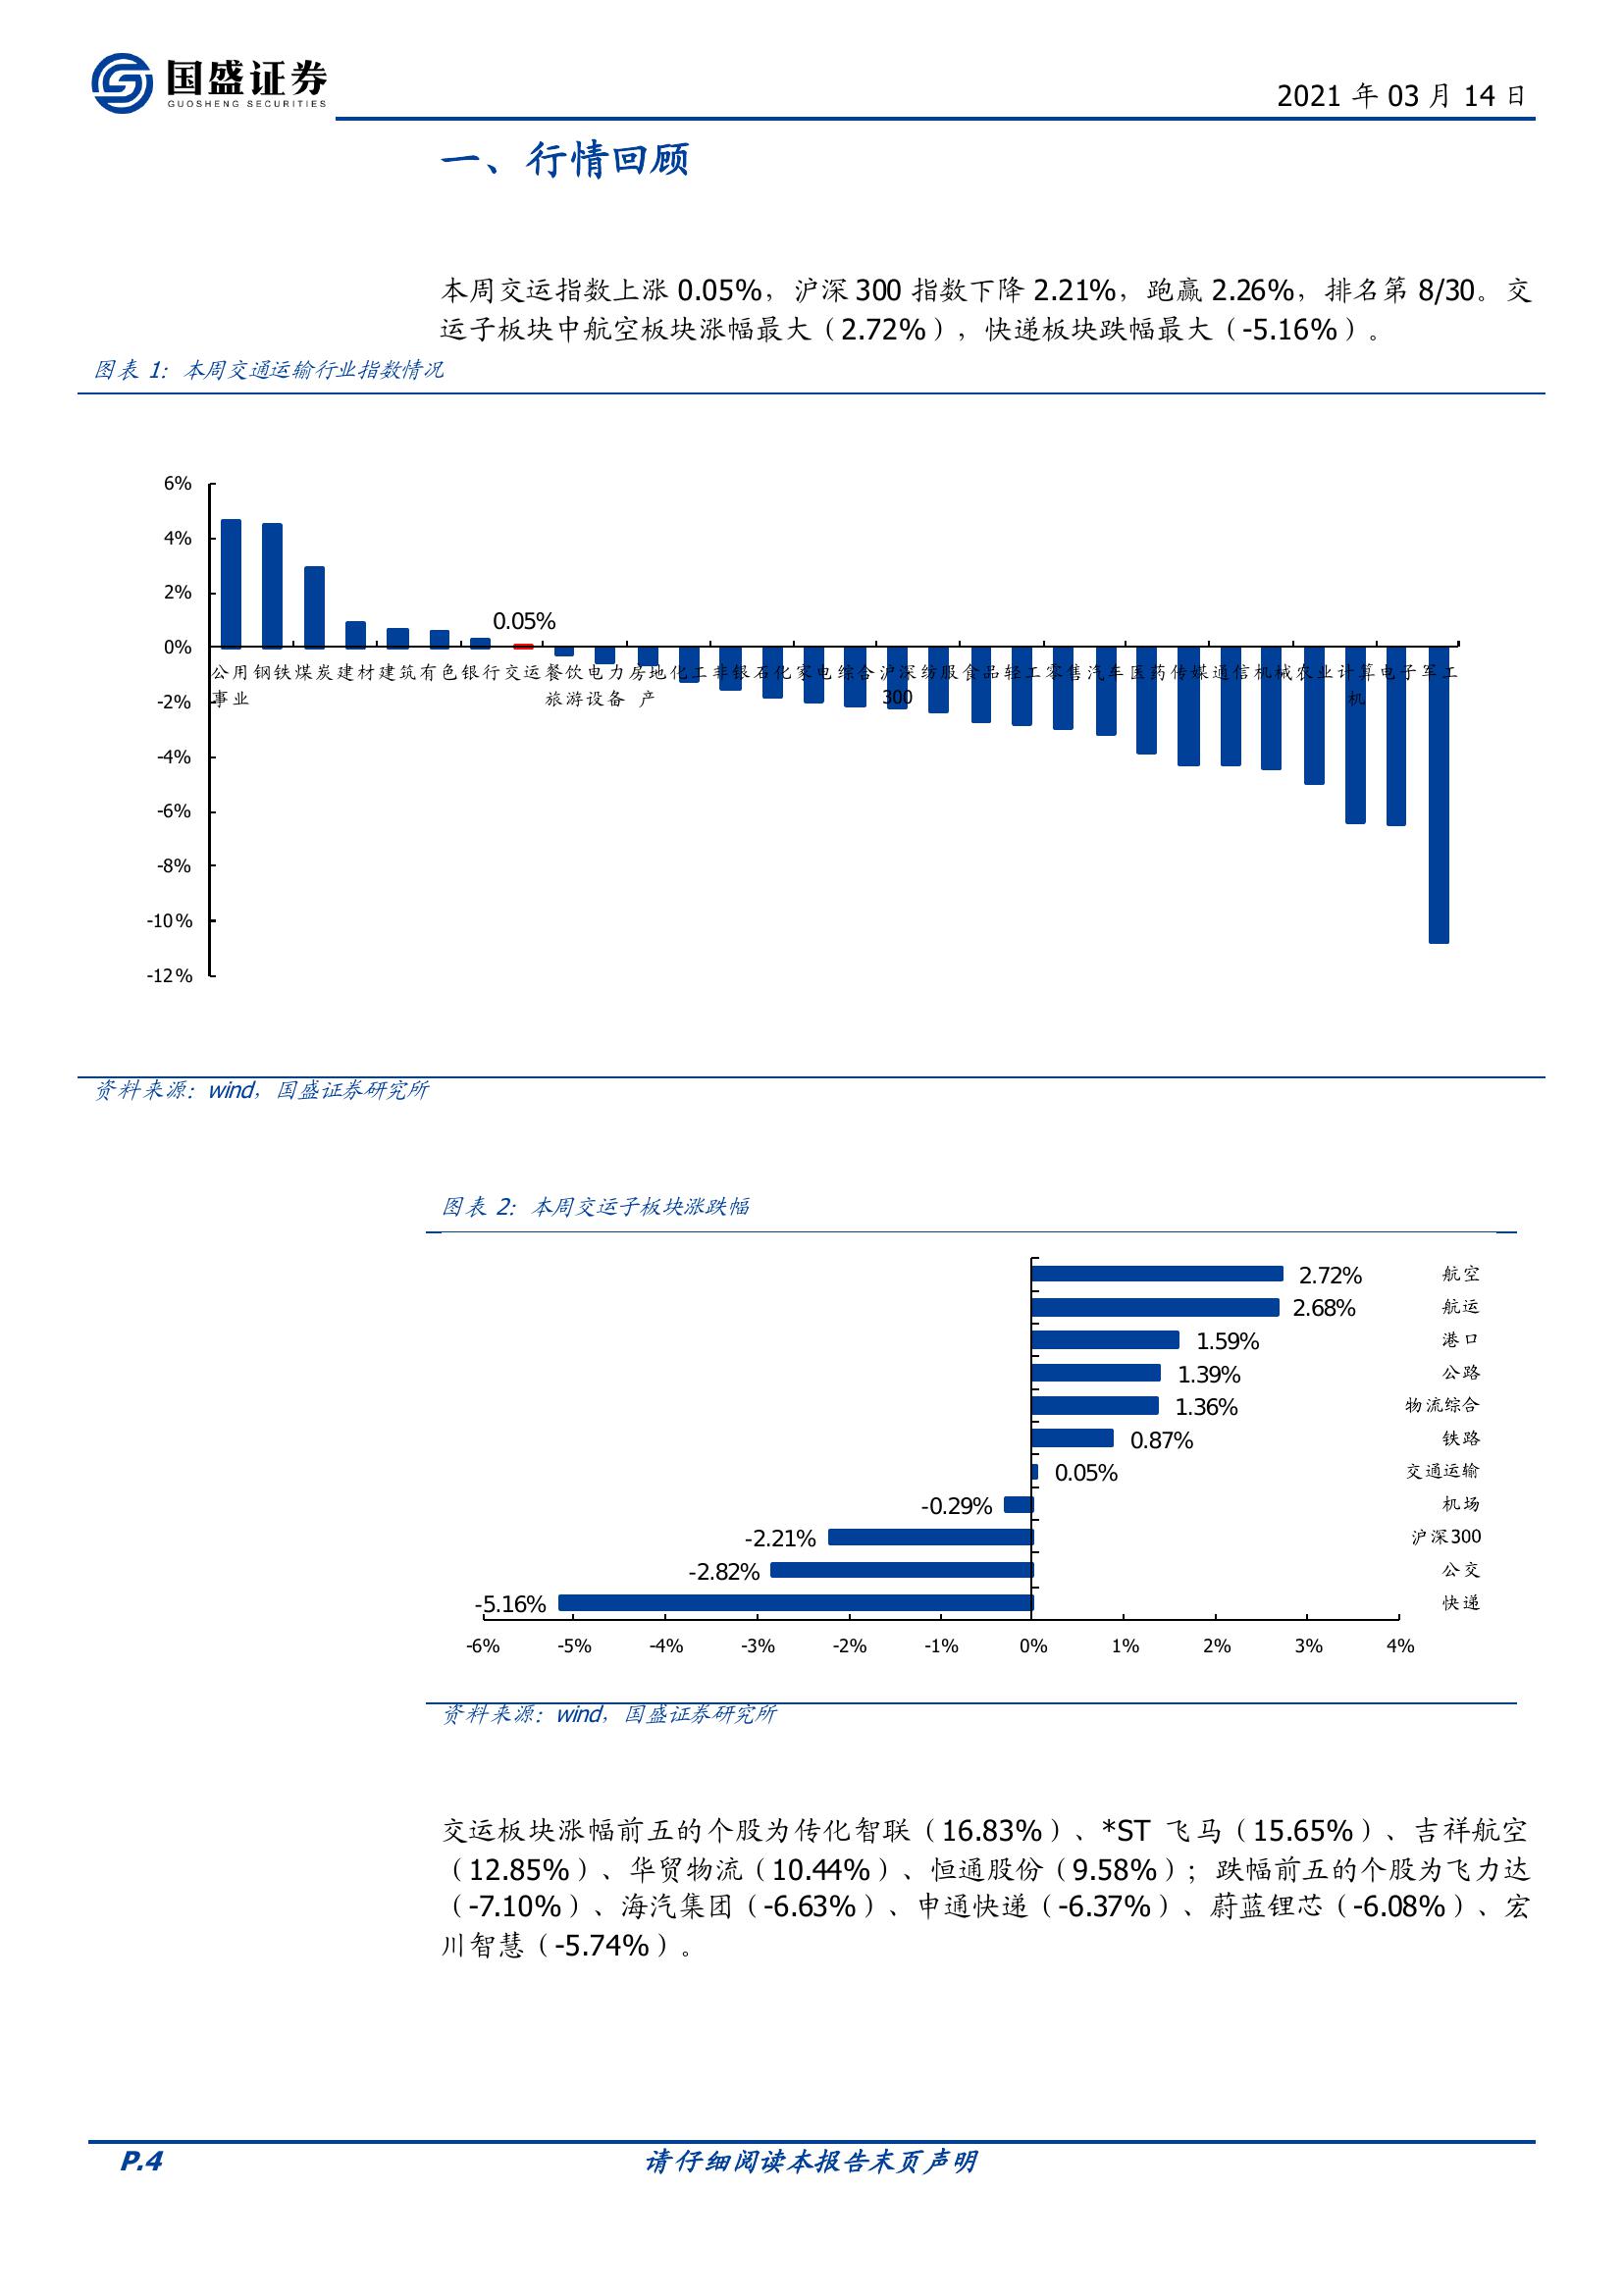 国盛证券
GUOSHENG SECURITIES
2021 年 03 月 14 日
一、行情回顾
本周交运指数上涨 0.05%，沪深 300 指数下降 2.21%，跑赢 2.26%，排名第 8/30。交
运子板块中航空板块涨幅最大（2.72%），快递板块跌幅最大（-5.16%）。
图表 1：本周交通运输行业指数情况
6%
4%
2%
0%
-2%
-4%
-6%
-8%
-10%
-12%
0.05%
公用 钢铁 煤炭 建材 建筑 有色 银行 交运 餐饮 电力 房地 化工 非银 石化 家电 综合 沪深 纺服 食品 轻工 零售 汽车 医药 传媒 通信 机械 农业 计算 电子 军工
事业 旅游 设备 产 300 机
资料来源：wind，国盛证券研究所
图表 2：本周交运子板块涨跌幅
2.72% 航空
2.68% 航运
1.59% 港口
1.39% 公路
1.36% 物流综合
0.87% 铁路
0.05% 交通运输
-0.29% 机场
-2.21% 沪深300
-2.82% 公交
-5.16% 快递
-6% -5% -4% -3% -2% -1% 0% 1% 2% 3% 4%
资料来源：wind，国盛证券研究所
交运板块涨幅前五的个股为传化智联（16.83%）、*ST 飞马（15.65%）、吉祥航空
（12.85%）、华贸物流（10.44%）、恒通股份（9.58%）；跌幅前五的个股为飞力达
（-7.10%）、海汽集团（-6.63%）、申通快递（-6.37%）、蔚蓝锂芯（-6.08%）、宏
川智慧（-5.74%）。
P.4
请仔细阅读本报告末页声明